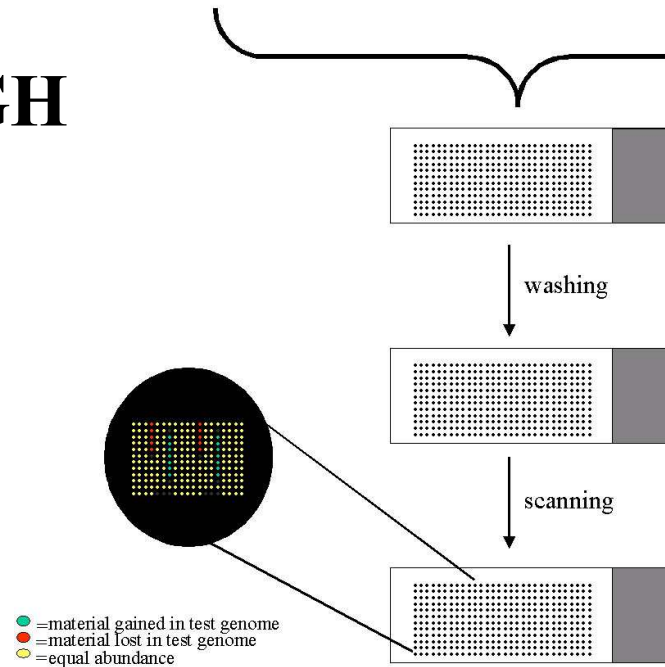 GH
washing
scanning
=material gained in test genome
=material lost in test genome
=equal abundance